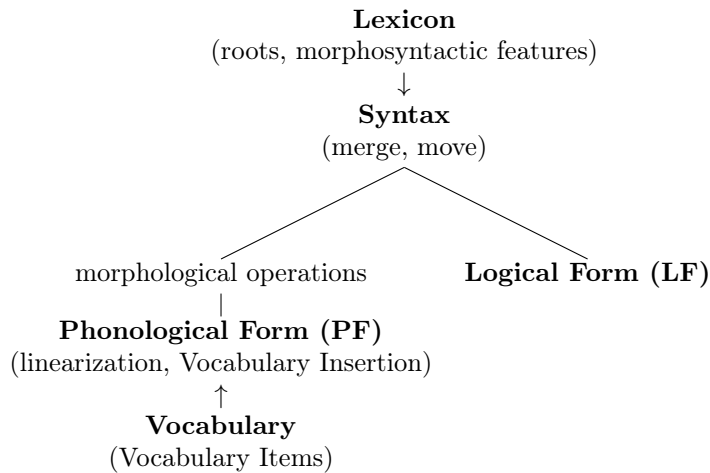 Lexicon
(roots, morphosyntactic features)
↓
Syntax
(merge, move)
morphological operations
Logical Form (LF)
Phonological Form (PF)
(linearization, Vocabulary Insertion)
↑
Vocabulary
(Vocabulary Items)